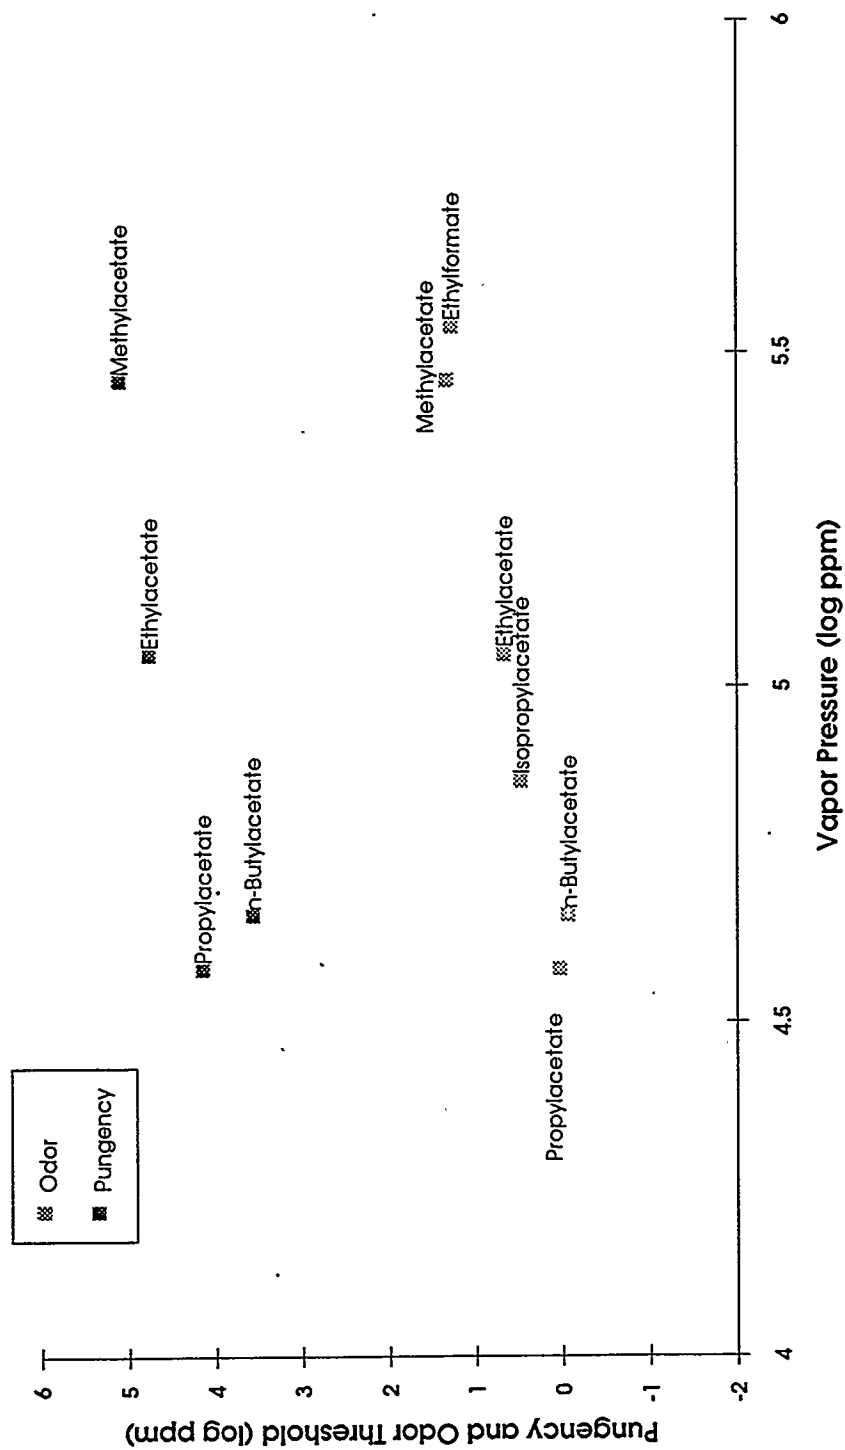 Odor
Pungency
Pungency and Odor Threshold (log ppm)
6
5
4
3
2
1
0
-1
-2
Methylacetate
Ethylacetate
Propylacetate
n-Butylacetate
Methylacetate
Ethylformate
Ethylacetate
Isopropylacetate
n-Butylacetate
Propylacetate
4
4.5
5
5.5
6
Vapor Pressure (log ppm)